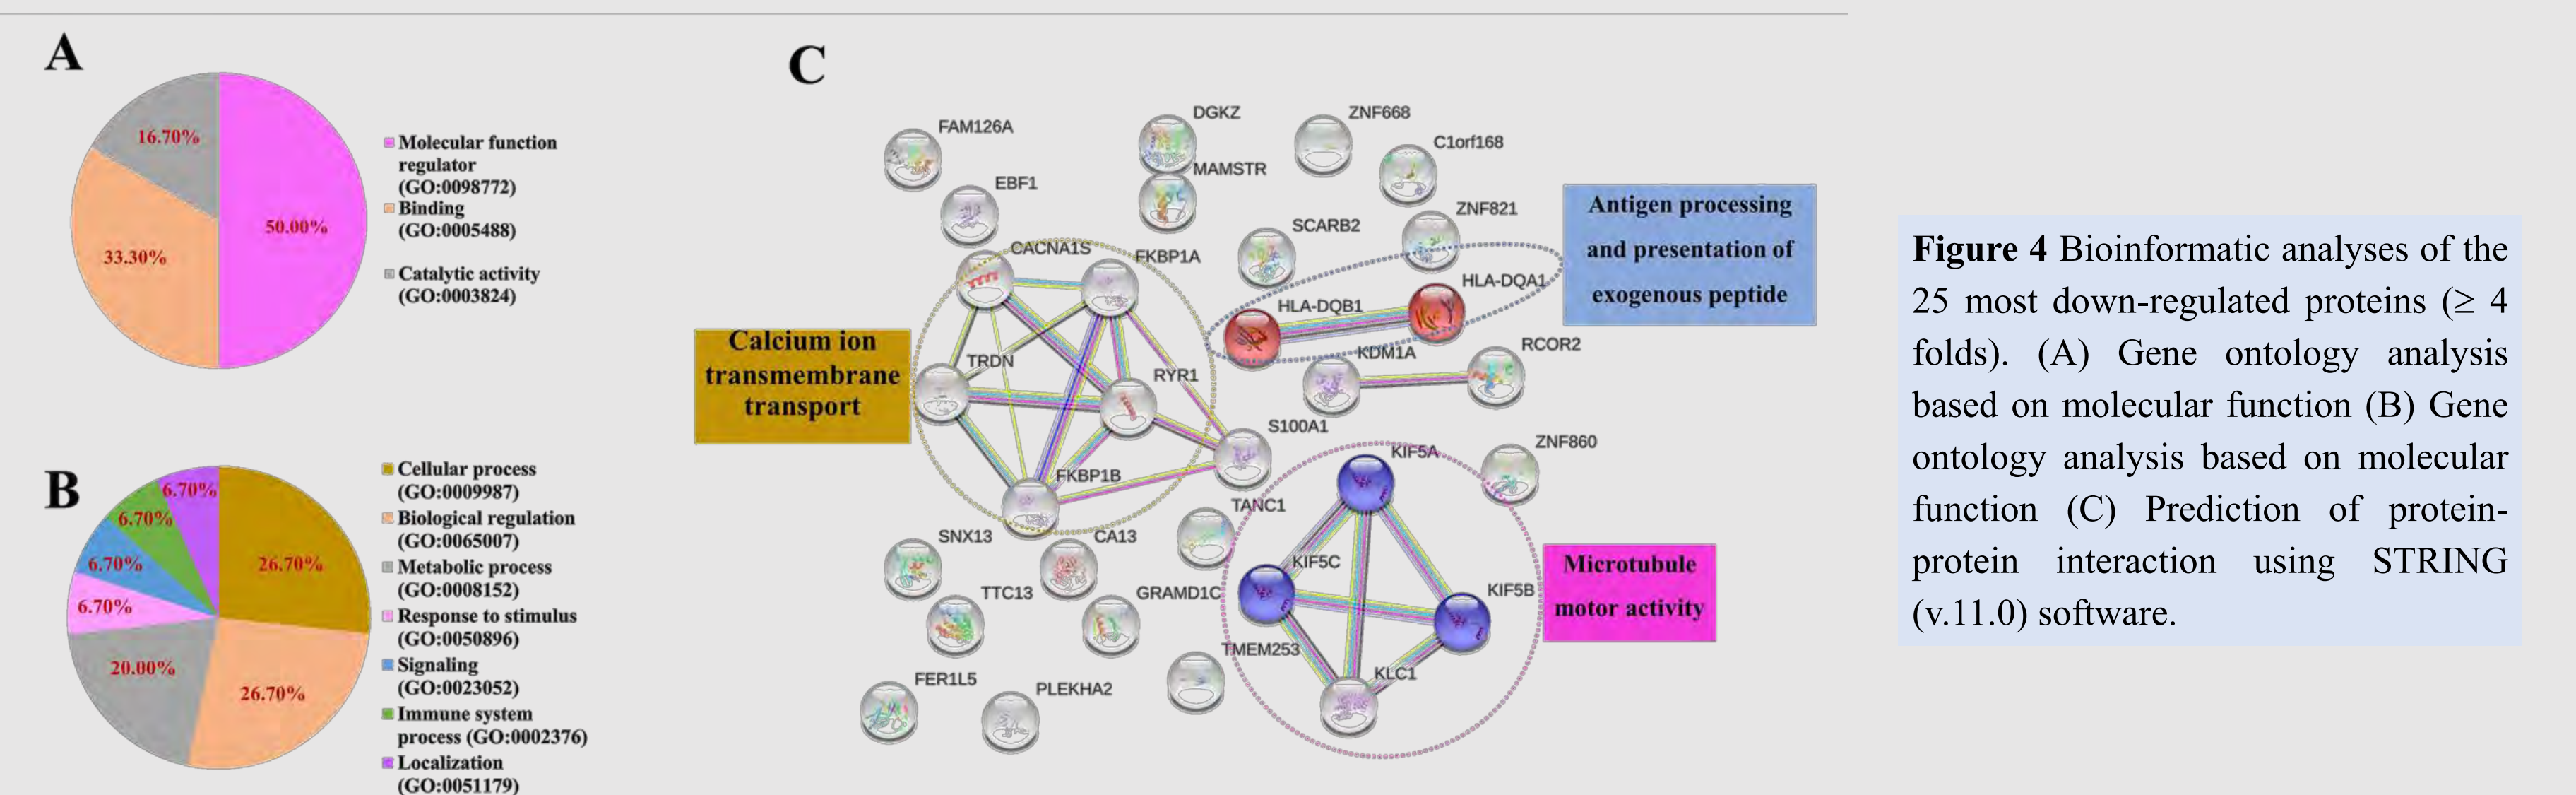 A
16.70%
50.00%
33.30%
Molecular function
regulator
(GO:0098772)
Binding
(GO:0005488)
Catalytic activity
(GO:0003824)
B
6.70%
6.70%
6.70%
6.70%
26.70%
20.00%
26.70%
Cellular process
(GO:0009987)
Biological regulation
(GO:0065007)
Metabolic process
(GO:0008152)
Response to stimulus
(GO:0050896)
Signaling
(GO:0023052)
Immune system
process (GO:0002376)
Localization
(GO:0051179)
C
FAM126A
DGKZ
ZNF668
C1orf168
MAMSTR
EBF1
ZNF821
SCARB2
CACNA1S
FKBP1A
HLA-DQA1
HLA-DQB1
KDM1A
RCOR2
TRDN
RYR1
S100A1
ZNF860
KIF5A
FKBP1B
TANC1
SNX13
CA13
KIF5C
TTC13
GRAMD1C
KIF5B
TMEM253
KLC1
FER1L5
PLEKHA2
Calcium ion
transmembrane
transport
Antigen processing
and presentation of
exogenous peptide
Microtubule
motor activity
Figure 4 Bioinformatic analyses of the
25 most down-regulated proteins (≥ 4
folds). (A) Gene ontology analysis
based on molecular function (B) Gene
ontology analysis based on molecular
function (C) Prediction of protein-
protein interaction using STRING
(v.11.0) software.